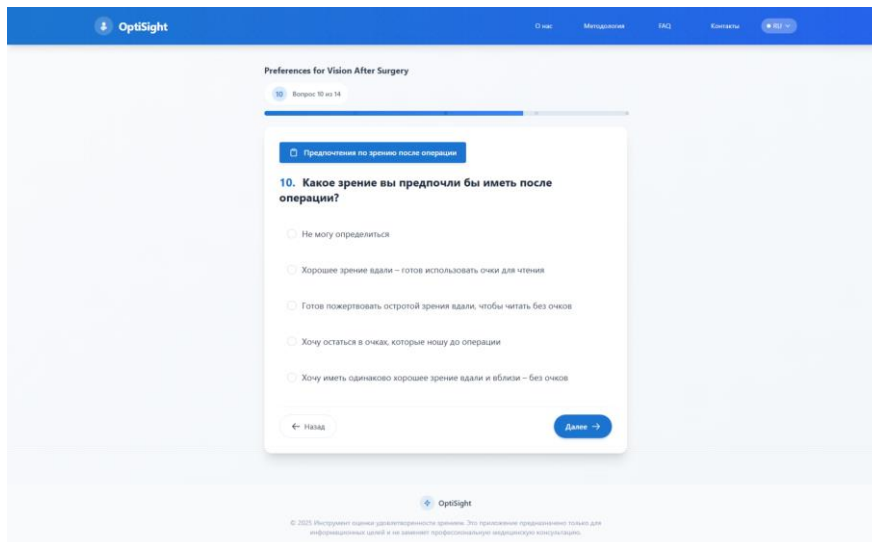 OptiSight
О нас
Методология
FAQ
Контакты
RU
Preferences for Vision After Surgery
10 Вопрос 10 из 14
Предпочтения по зрению после операции
10. Какое зрение вы предпочли бы иметь после
операции?
Не могу определиться
Хорошее зрение вдали – готов использовать очки для чтения
Готов пожертвовать остротой зрения вдали, чтобы читать без очков
Хочу остаться в очках, которые ношу до операции
Хочу иметь одинаково хорошее зрение вдали и вблизи – без очков
← Назад
Далее →
OptiSight
© 2025 Инструмент оценки удовлетворенности зрением. Это приложение предназначено только для
информационных целей и не заменяет профессиональную медицинскую консультацию.